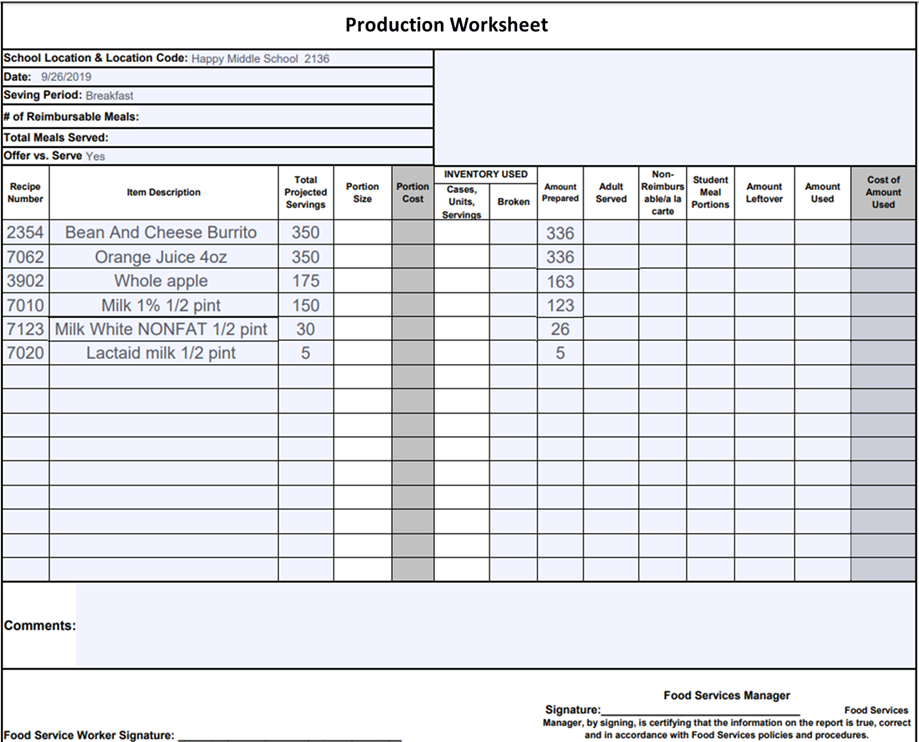 Production Worksheet
School Location & Location Code: Happy Middle School 2136
Date: 9/26/2019
Seving Period: Breakfast
# of Reimbursable Meals:
Total Meals Served:
Offer vs. Serve Yes
Recipe Number
Item Description
Total Projected Servings
Portion Size
Portion Cost
INVENTORY USED
Cases, Units, Servings
Broken
Amount Prepared
Adult Served
Non-Reimburs able/a la carte
Student Meal Portions
Amount Leftover
Amount Used
Cost of Amount Used
2354 Bean And Cheese Burrito 350 336
7062 Orange Juice 4oz 350 336
3902 Whole apple 175 163
7010 Milk 1% 1/2 pint 150 123
7123 Milk White NONFAT 1/2 pint 30 26
7020 Lactaid milk 1/2 pint 5 5
Comments:
Food Services Manager
Signature: Food Services
Manager, by signing, is certifying that the information on the report is true, correct
and in accordance with Food Services policies and procedures.
Food Service Worker Signature: